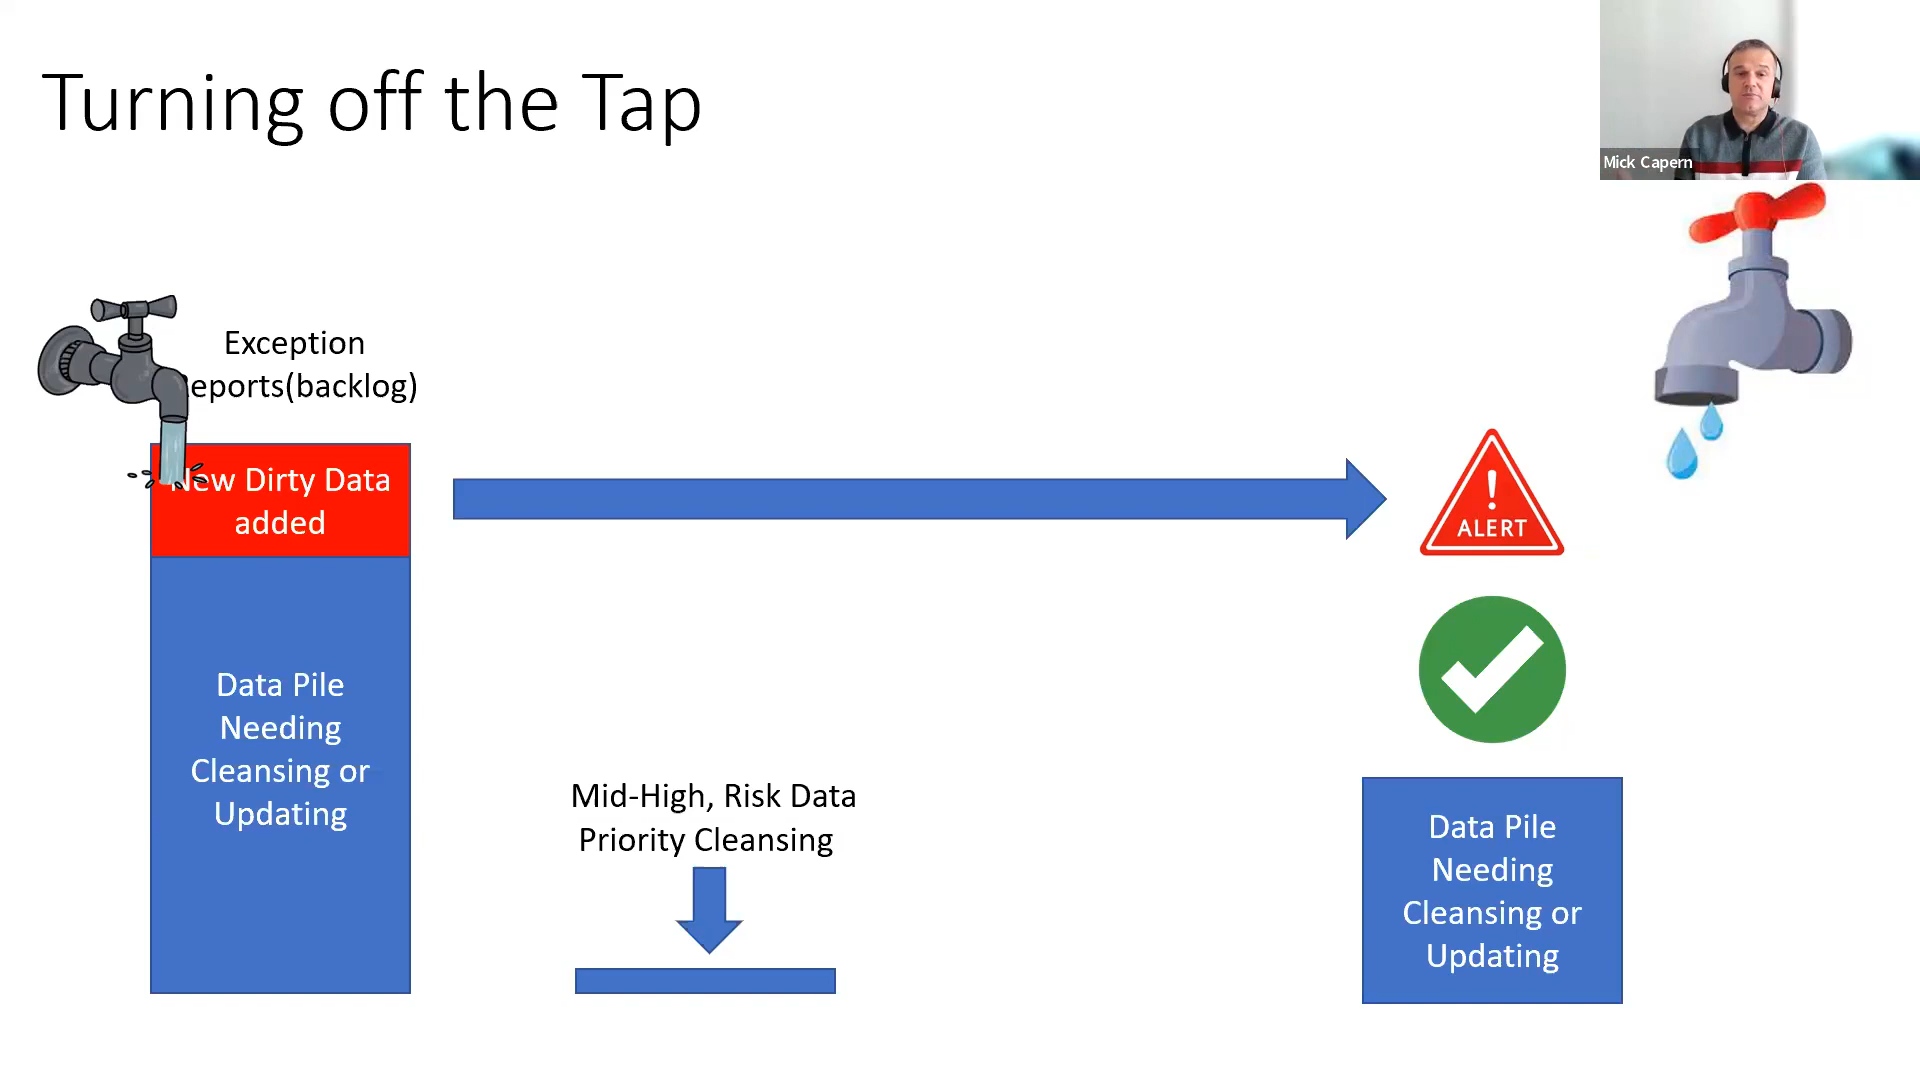 Turning off the Tap
Mick Capern
Exception
eports(backlog)
New Dirty Data
added
ALERT
Data Pile
Needing
Cleansing or
Updating
Mid-High, Risk Data
Priority Cleansing
Data Pile
Needing
Cleansing or
Updating